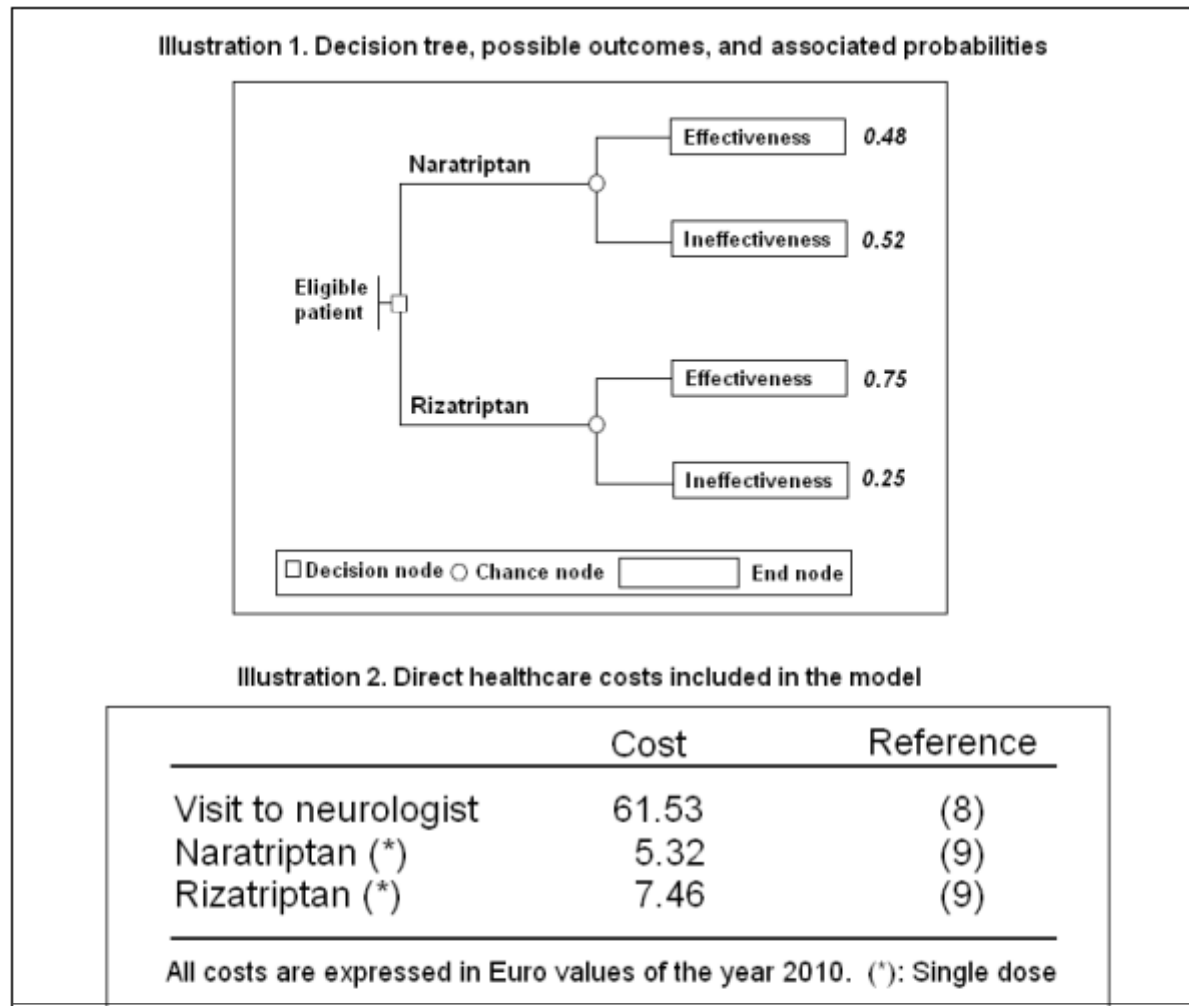 Illustration 1. Decision tree, possible outcomes, and associated probabilities
Effectiveness 0.48
Naratriptan
Ineffectiveness 0.52
Eligible
patient
Effectiveness 0.75
Rizatriptan
Ineffectiveness 0.25
Decision node Chance node End node
Illustration 2. Direct healthcare costs included in the model
Cost Reference
Visit to neurologist 61.53 (8)
Naratriptan (*) 5.32 (9)
Rizatriptan (*) 7.46 (9)
All costs are expressed in Euro values of the year 2010. (*): Single dose